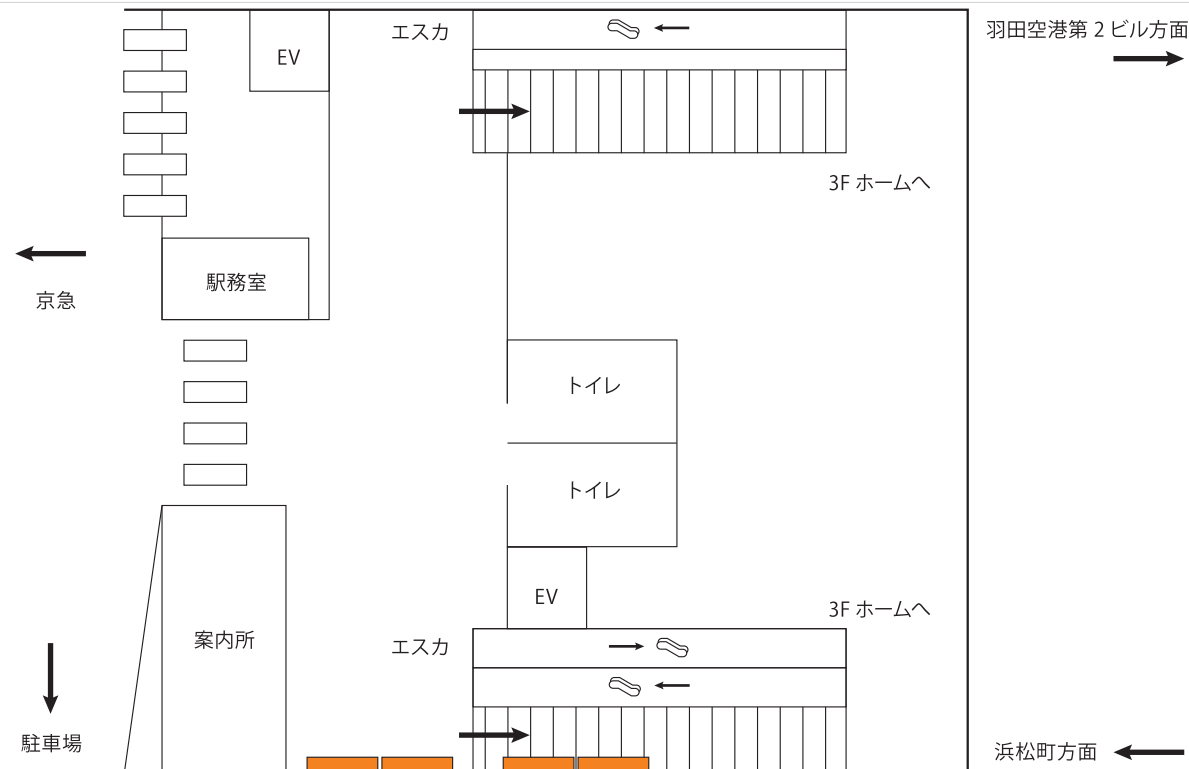 エスカ
羽田空港第 2 ビル方面
EV
3F ホームへ
駅務室
京急
トイレ
トイレ
EV
3F ホームへ
案内所
エスカ
駐車場
浜松町方面